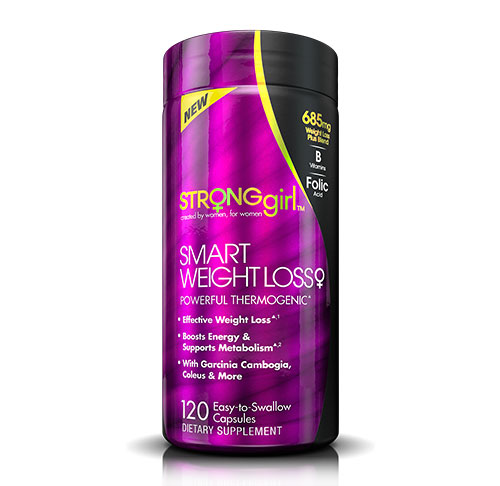 NEW
685mg
Weight Loss
Plus Blend
B
Vitamins
Folic
Acid
STRONGgirl™
created by women, for women
SMART
WEIGHT LOSS♀
POWERFUL THERMOGENIC^
• Effective Weight Loss▲,1
• Boosts Energy &
Supports Metabolism▲,2
• With Garcinia Cambogia,
Coleus & More
120 Easy-to-Swallow
Capsules
DIETARY SUPPLEMENT